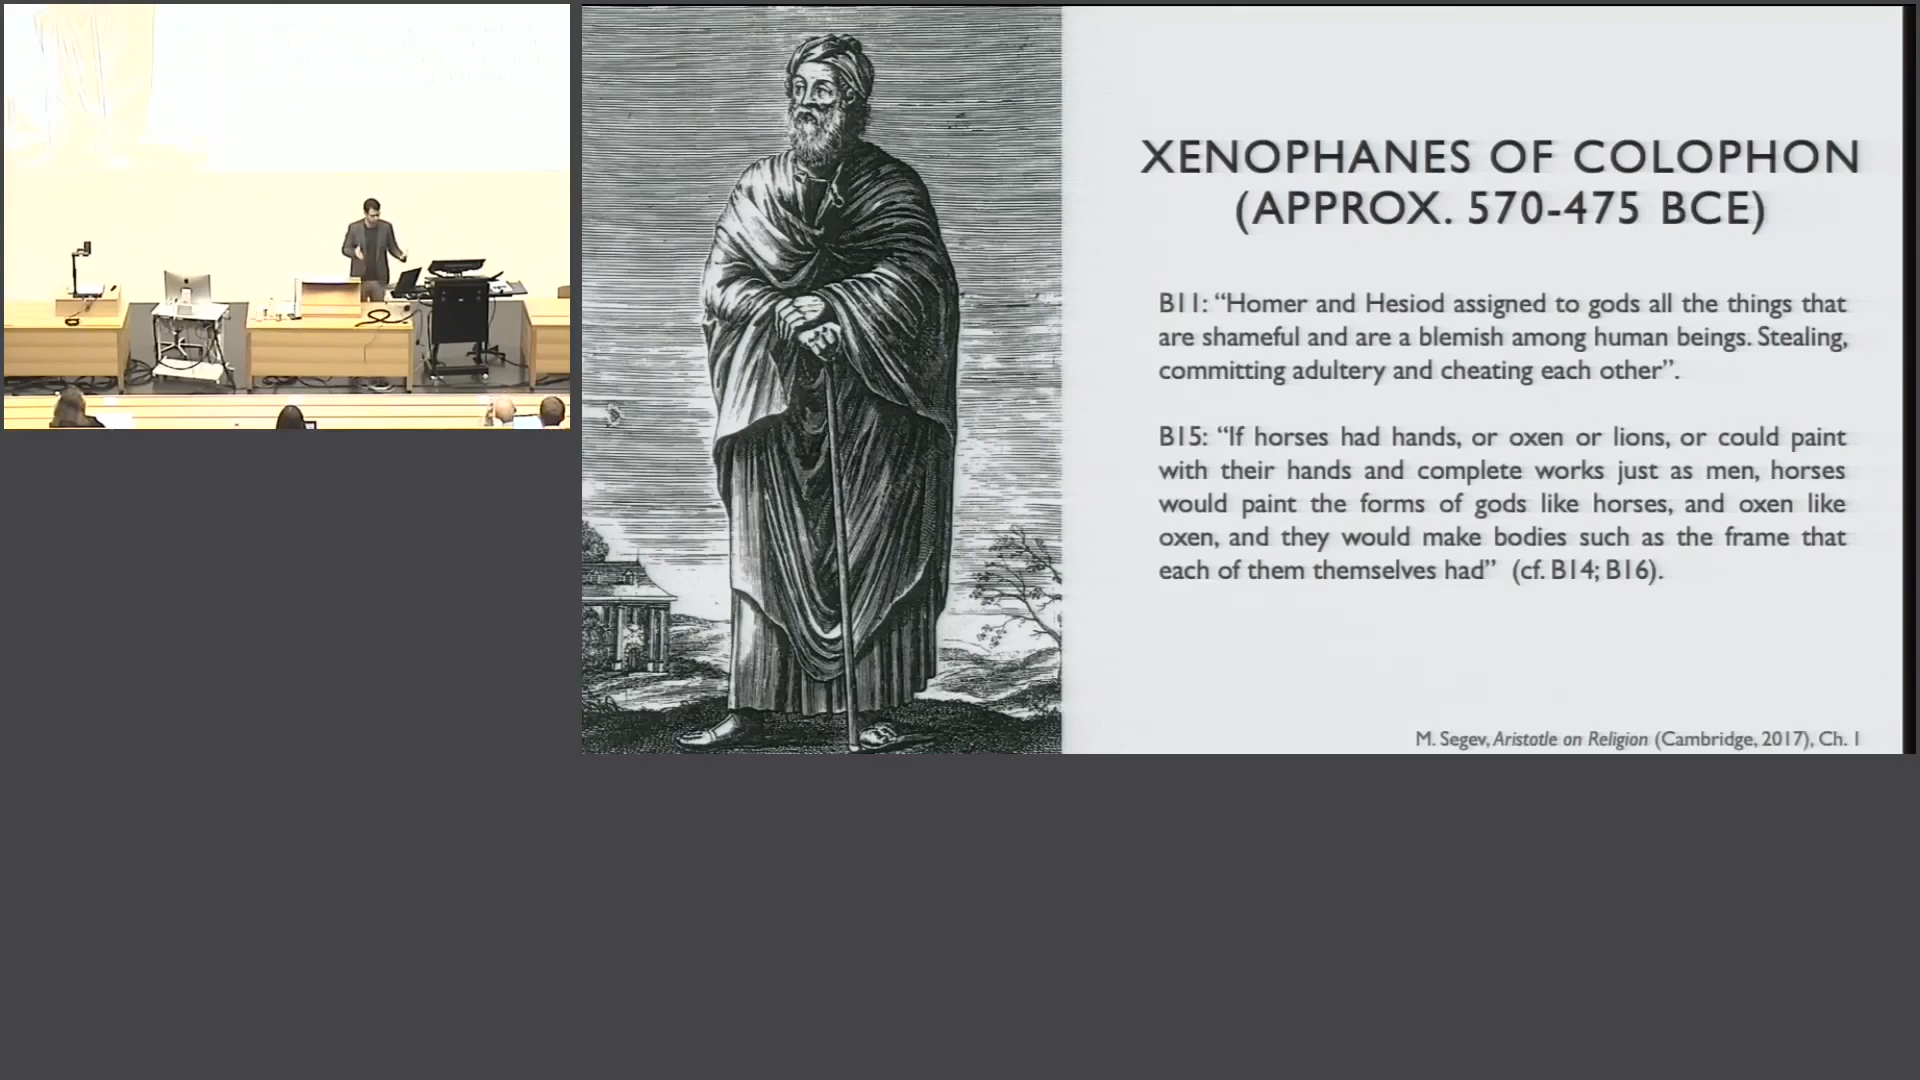 XENOPHANES OF COLOPHON
(APPROX. 570-475 BCE)
B11: “Homer and Hesiod assigned to gods all the things that
are shameful and are a blemish among human beings. Stealing,
committing adultery and cheating each other”.
B15: “If horses had hands, or oxen or lions, or could paint
with their hands and complete works just as men, horses
would paint the forms of gods like horses, and oxen like
oxen, and they would make bodies such as the frame that
each of them themselves had” (cf. B14; B16).
M. Segev, Aristotle on Religion (Cambridge, 2017), Ch. 1